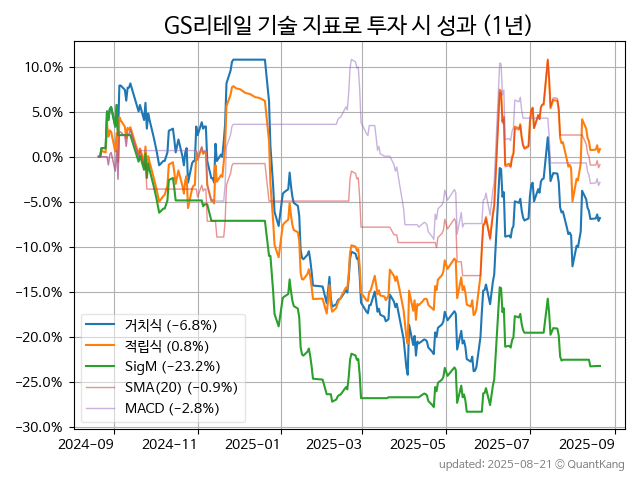 GS리테일 기술 지표로 투자 시 성과 (1년)
10.0%
5.0%
0.0%
−5.0%
−10.0%
−15.0%
−20.0%
−25.0%
−30.0%
거치식 (−6.8%)
적립식 (0.8%)
SigM (−23.2%)
SMA(20) (−0.9%)
MACD (−2.8%)
2024-09 2024-11 2025-01 2025-03 2025-05 2025-07 2025-09
updated: 2025-08-21 © QuantKang